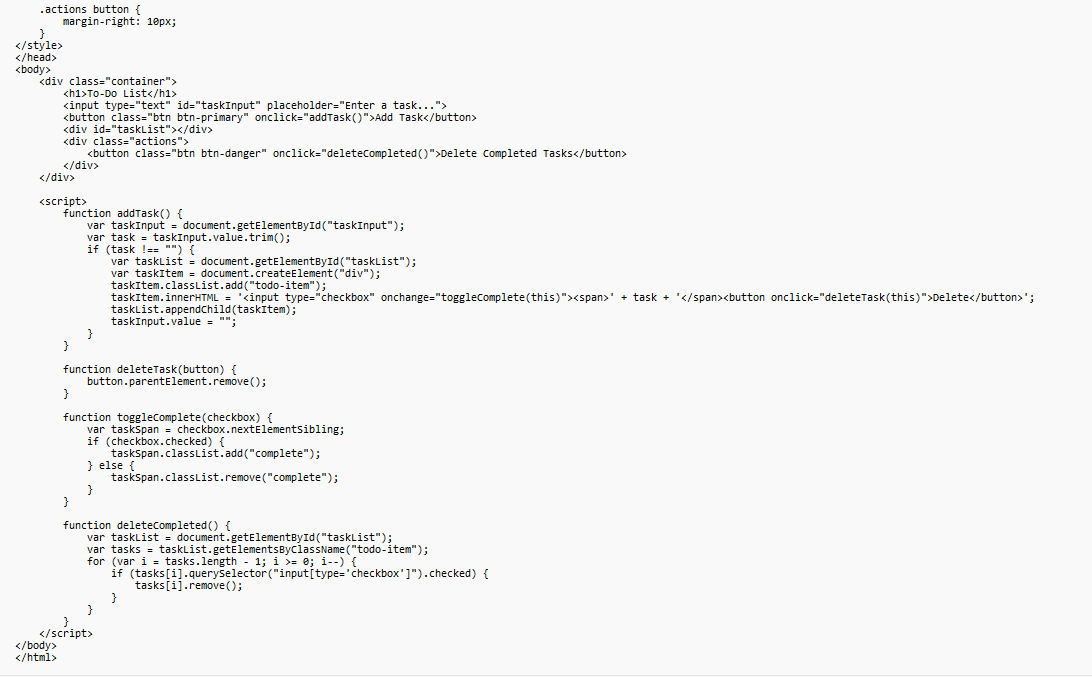 .actions button {
margin-right: 10px;
}
</style>
</head>
<body>
<div class="container">
<h1>To-Do List</h1>
<input type="text" id="taskInput" placeholder="Enter a task...">
<button class="btn btn-primary" onclick="addTask()">Add Task</button>
<div id="taskList"></div>
<div class="actions">
<button class="btn btn-danger" onclick="deleteCompleted()">Delete Completed Tasks</button>
</div>
</div>
<script>
function addTask() {
var taskInput = document.getElementById("taskInput");
var task = taskInput.value.trim();
if (task !== "") {
var taskList = document.getElementById("taskList");
var taskItem = document.createElement("div");
taskItem.classList.add("todo-item");
taskItem.innerHTML = '<input type="checkbox" onchange="toggleComplete(this)"><span>' + task + '</span><button onclick="deleteTask(this)">Delete</button>';
taskList.appendChild(taskItem);
taskInput.value = "";
}
}
function deleteTask(button) {
button.parentElement.remove();
}
function toggleComplete(checkbox) {
var taskSpan = checkbox.nextElementSibling;
if (checkbox.checked) {
taskSpan.classList.add("complete");
} else {
taskSpan.classList.remove("complete");
}
}
function deleteCompleted() {
var taskList = document.getElementById("taskList");
var tasks = taskList.getElementsByClassName("todo-item");
for (var i = tasks.length - 1; i >= 0; i--) {
if (tasks[i].querySelector("input[type='checkbox']").checked) {
tasks[i].remove();
}
}
}
</script>
</body>
</html>